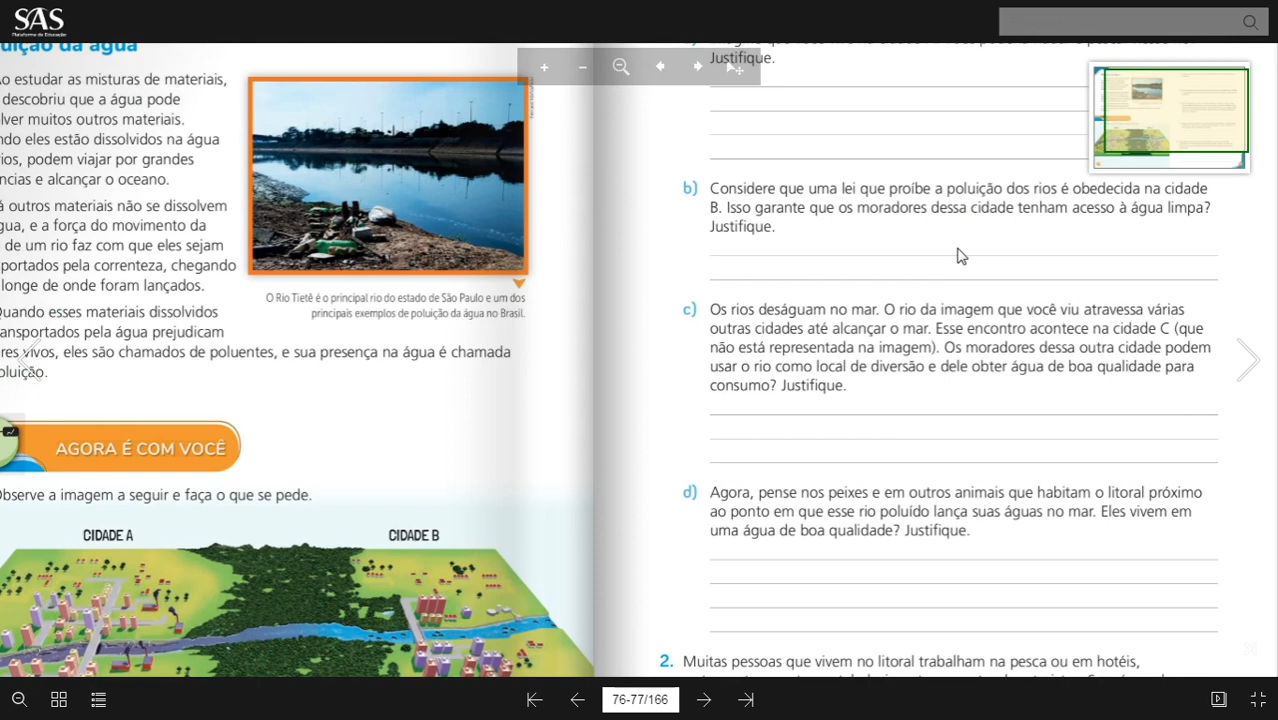 SAS
Plataforma de Educação
uição da água
Ao estudar as misturas de materiais,
descobriu que a água pode
lver muitos outros materiais.
ndo eles estão dissolvidos na água
rios, podem viajar por grandes
ncias e alcançar o oceano.
á outros materiais não se dissolvem
gua, e a força do movimento da
de um rio faz com que eles sejam
portados pela correnteza, chegando
longe de onde foram lançados.
Quando esses materiais dissolvidos
ansportados pela água prejudicam
res vivos, eles são chamados de poluentes, e sua presença na água é chamada
oluição.
O Rio Tietê é o principal rio do estado de São Paulo e um dos
principais exemplos de poluição da água no Brasil.
AGORA É COM VOCÊ
Observe a imagem a seguir e faça o que se pede.
CIDADE A
CIDADE B
Justifique.
b) Considere que uma lei que proíbe a poluição dos rios é obedecida na cidade
B. Isso garante que os moradores dessa cidade tenham acesso à água limpa?
Justifique.
c) Os rios deságuam no mar. O rio da imagem que você viu atravessa várias
outras cidades até alcançar o mar. Esse encontro acontece na cidade C (que
não está representada na imagem). Os moradores dessa outra cidade podem
usar o rio como local de diversão e dele obter água de boa qualidade para
consumo? Justifique.
d) Agora, pense nos peixes e em outros animais que habitam o litoral próximo
ao ponto em que esse rio poluído lança suas águas no mar. Eles vivem em
uma água de boa qualidade? Justifique.
2. Muitas pessoas que vivem no litoral trabalham na pesca ou em hotéis,
76-77/166